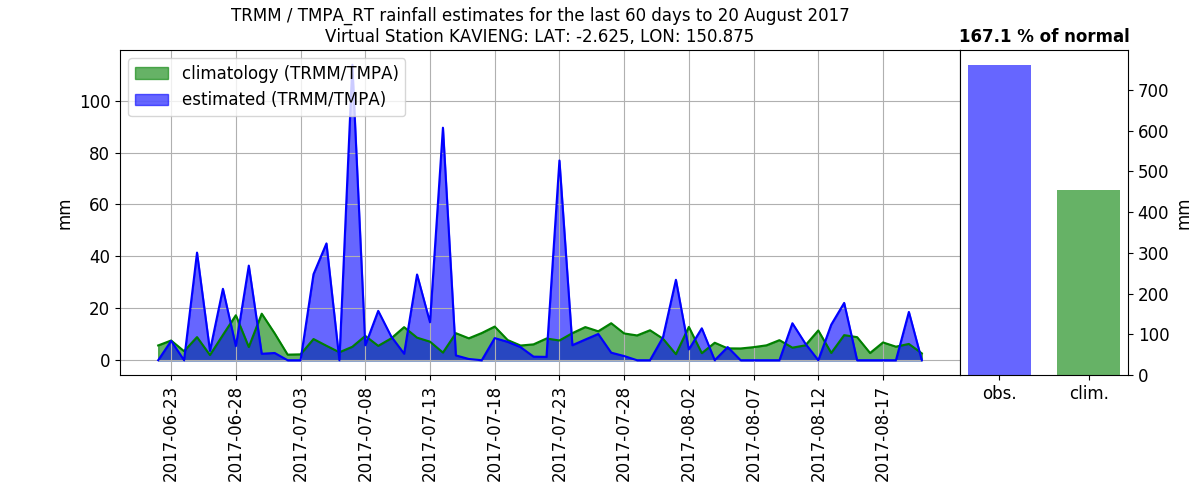 TRMM / TMPA_RT rainfall estimates for the last 60 days to 20 August 2017
Virtual Station KAVIENG: LAT: -2.625, LON: 150.875
167.1 % of normal
climatology (TRMM/TMPA)
estimated (TRMM/TMPA)
mm
100
80
60
40
20
0
2017-06-23
2017-06-28
2017-07-03
2017-07-08
2017-07-13
2017-07-18
2017-07-23
2017-07-28
2017-08-02
2017-08-07
2017-08-12
2017-08-17
700
600
500
400
300
200
100
0
mm
obs.
clim.